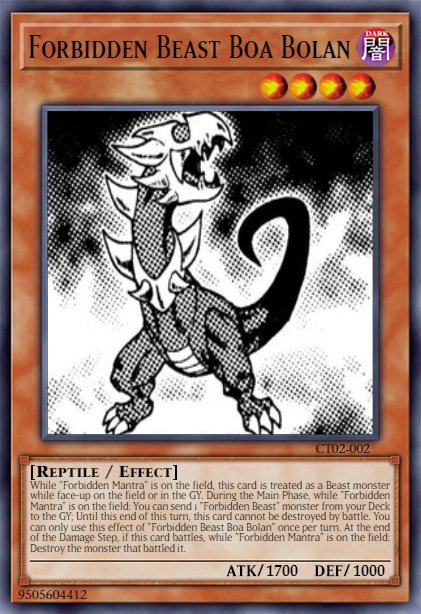 Forbidden Beast Boa Bolan
DARK
闇
CT02-002
[Reptile / Effect]
While "Forbidden Mantra" is on the field, this card is treated as a Beast monster
while face-up on the field or in the GY. During the Main Phase, while "Forbidden
Mantra" is on the field: You can send 1 "Forbidden Beast" monster from your Deck
to the GY; Until this end of this turn, this card cannot be destroyed by battle. You
can only use this effect of "Forbidden Beast Boa Bolan" once per turn. At the end
of the Damage Step, if this card battles, while "Forbidden Mantra" is on the field:
Destroy the monster that battled it.
ATK/1700 DEF/1000
9505604412